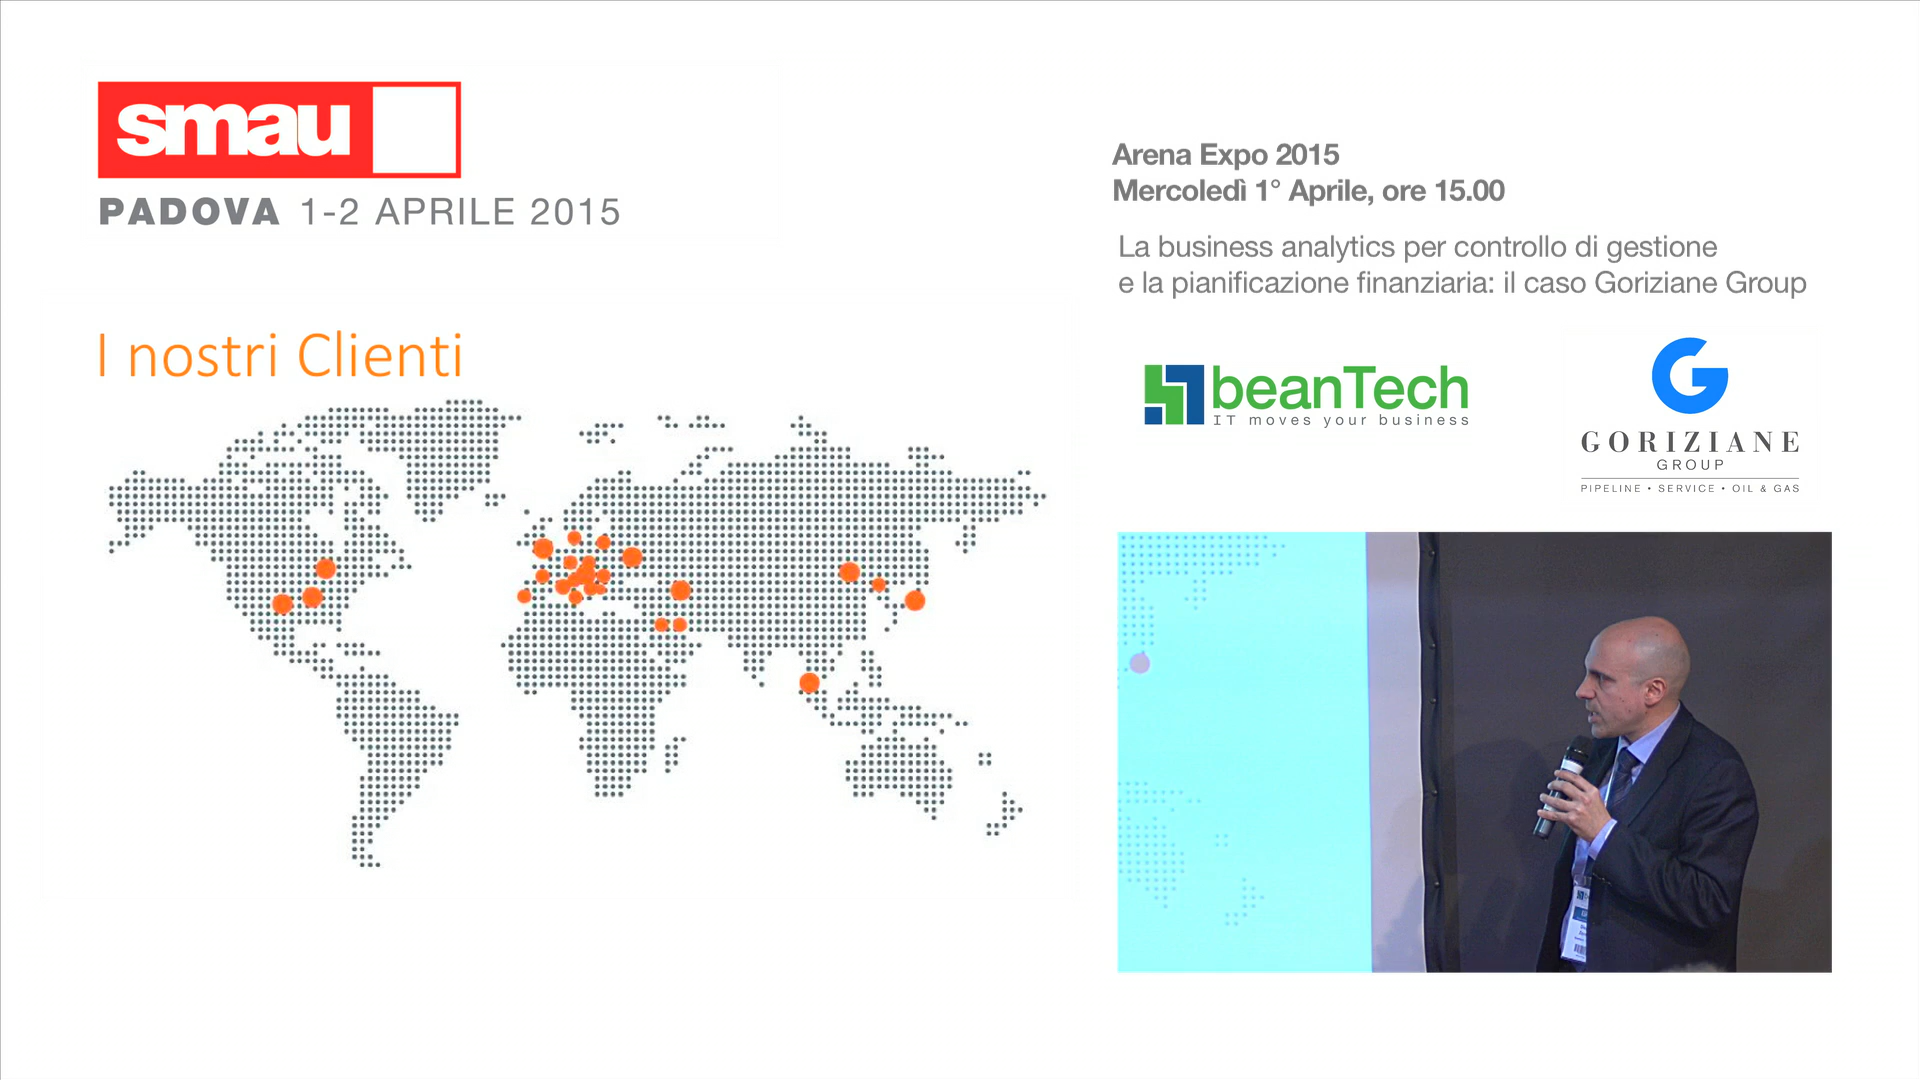 smau
PADOVA 1-2 APRILE 2015
Arena Expo 2015
Mercoledì 1° Aprile, ore 15.00
La business analytics per controllo di gestione
e la pianificazione finanziaria: il caso Goriziane Group
I nostri Clienti
beanTech
IT moves your business
GORIZIANE
GROUP
PIPELINE • SERVICE • OIL & GAS